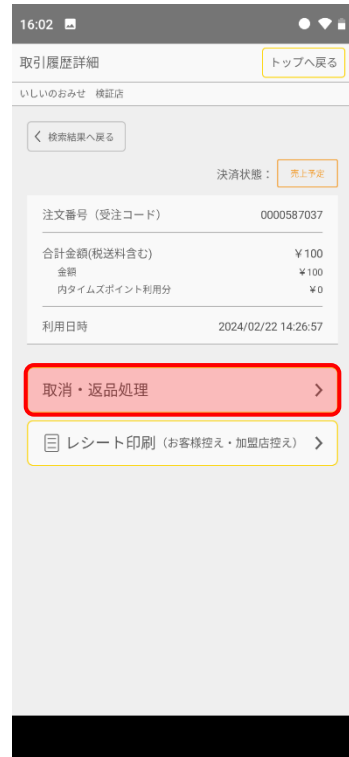 16:02
取引履歴詳細 トップへ戻る
いしいのおみせ 検証店
検索結果へ戻る
決済状態： 売上予定
注文番号（受注コード） 0000587037
合計金額(税送料含む) ￥100
金額 ￥100
内タイムズポイント利用分 ￥0
利用日時 2024/02/22 14:26:57
取消・返品処理
レシート印刷（お客様控え・加盟店控え）